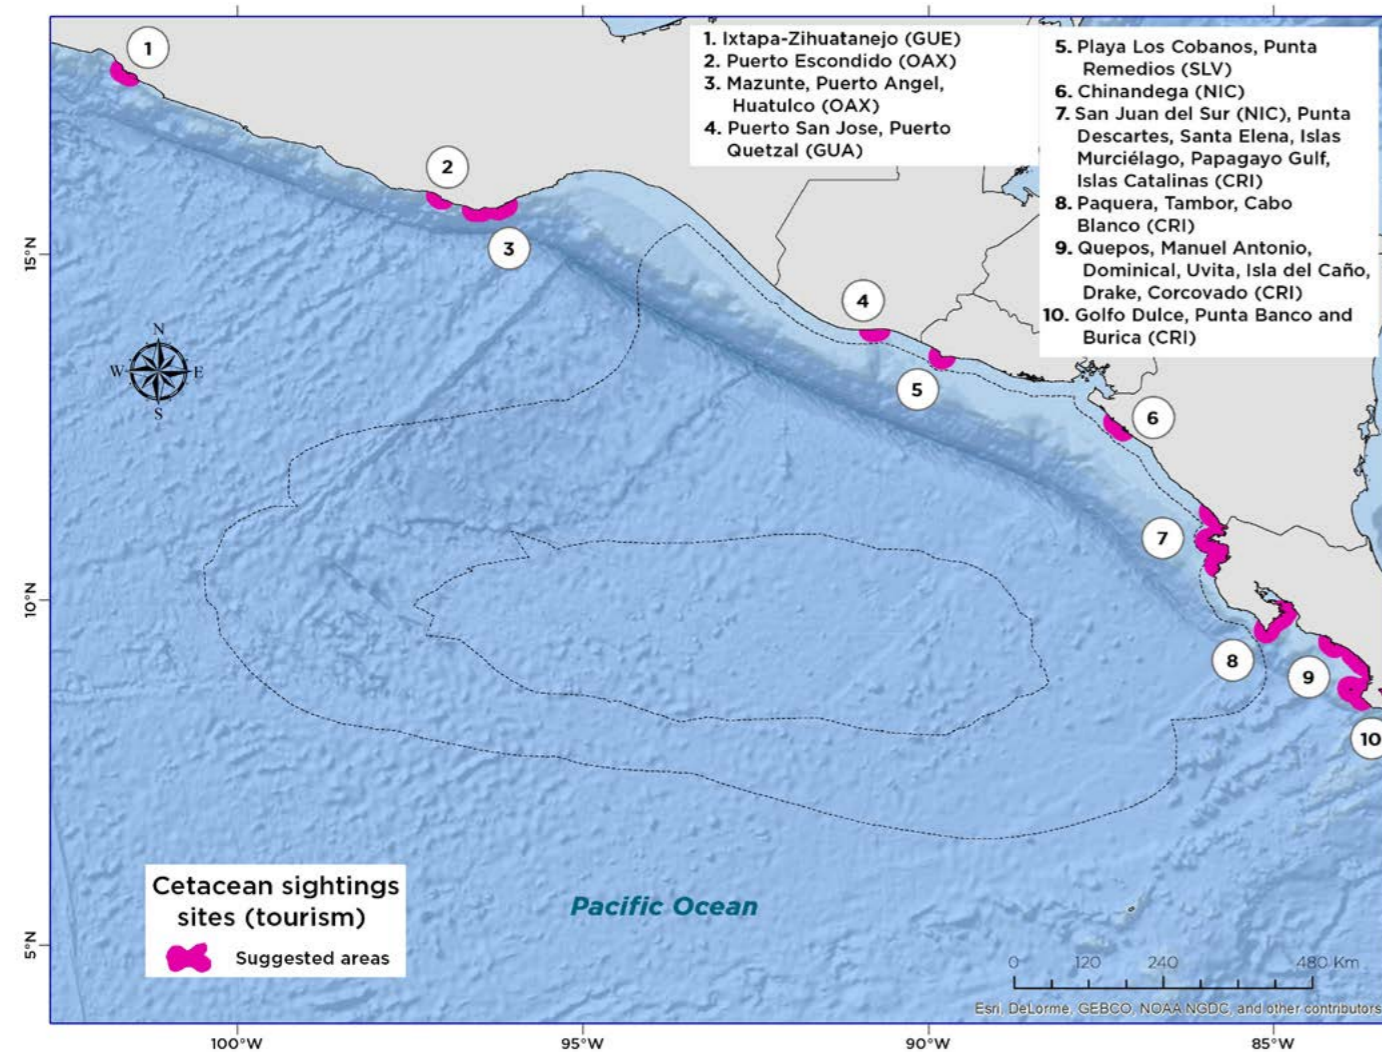 1. Ixtapa-Zihuatanejo (GUE)
2. Puerto Escondido (OAX)
3. Mazunte, Puerto Angel,
Huatulco (OAX)
4. Puerto San Jose, Puerto
Quetzal (GUA)
5. Playa Los Cobanos, Punta
Remedios (SLV)
6. Chinandega (NIC)
7. San Juan del Sur (NIC), Punta
Descartes, Santa Elena, Islas
Murciélago, Papagayo Gulf,
Islas Catalinas (CRI)
8. Paquera, Tambor, Cabo
Blanco (CRI)
9. Quepos, Manuel Antonio,
Dominical, Uvita, Isla del Caño,
Drake, Corcovado (CRI)
10. Golfo Dulce, Punta Banco and
Burica (CRI)
1
2
3
4
5
6
7
8
9
10
N
W E
S
15°N
10°N
5°N
Cetacean sightings
sites (tourism)
Suggested areas
Pacific Ocean
0 120 240 480 Km
Esri, DeLorme, GEBCO, NOAA NGDC, and other contributors
100°W 95°W 90°W 85°W